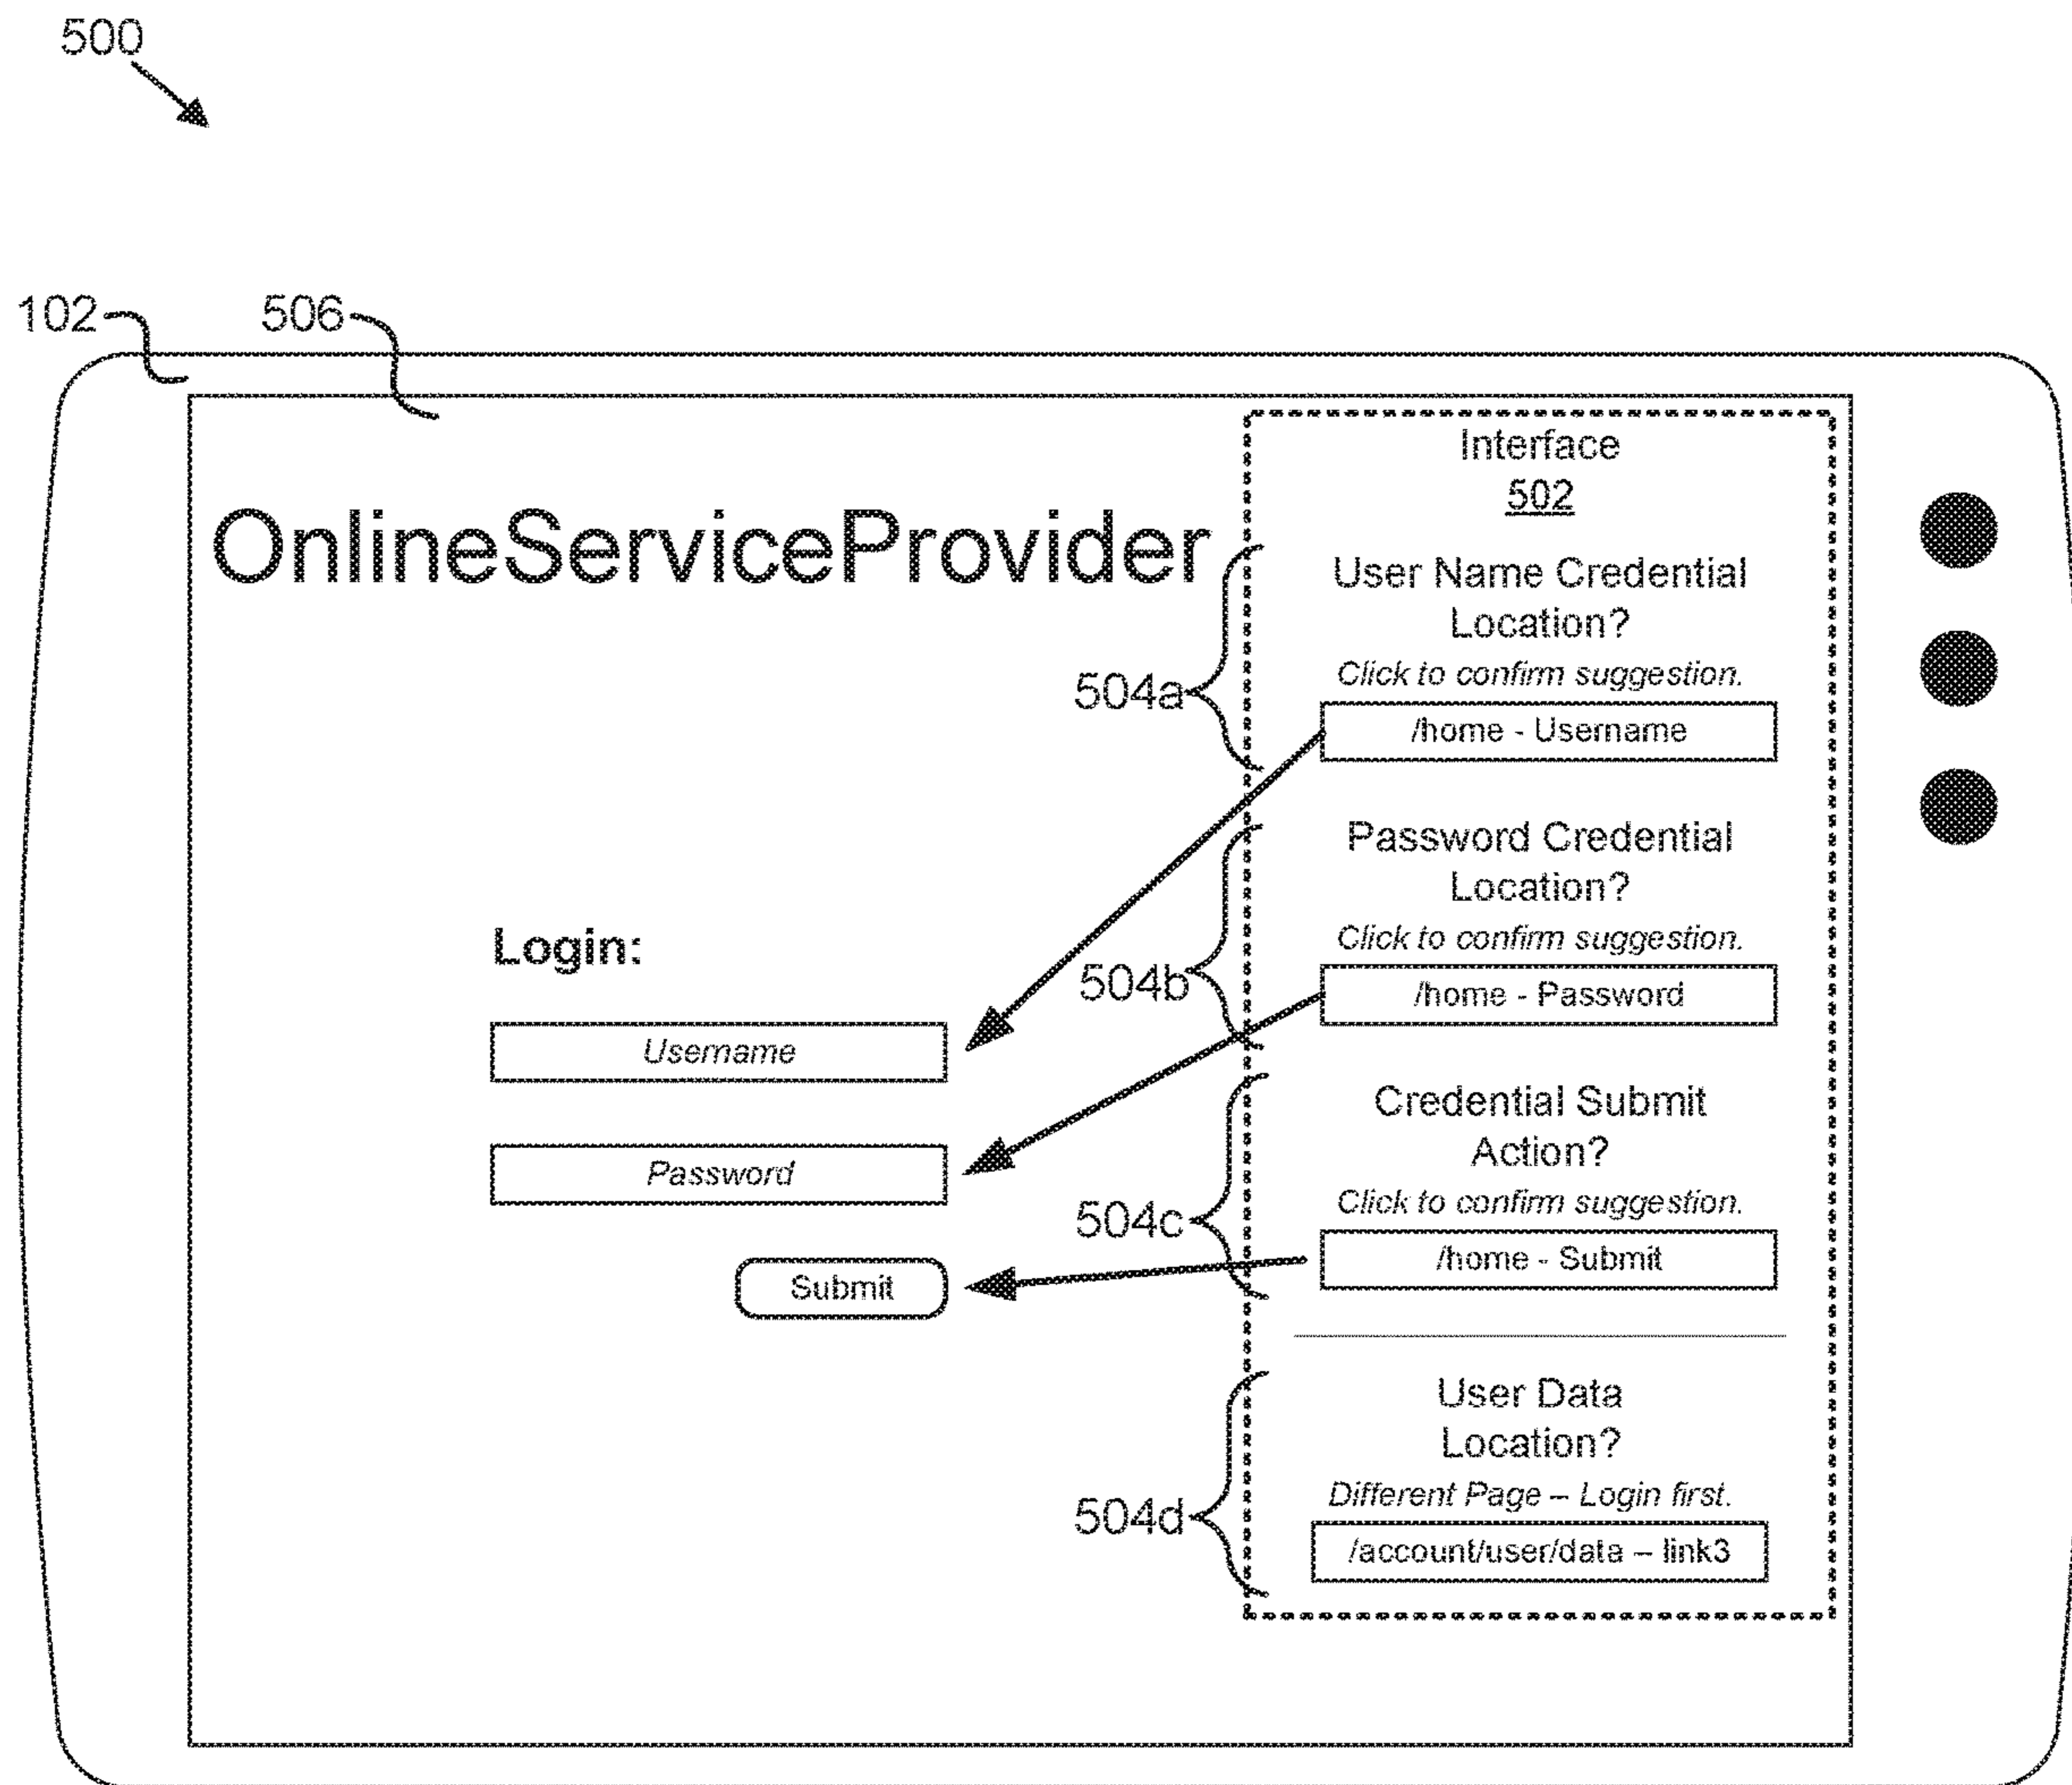 500
102
506
Interface
502
OnlineServiceProvider
User Name Credential
Location?
Click to confirm suggestion.
504a
/home - Username
Password Credential
Location?
Click to confirm suggestion.
504b
/home - Password
Login:
Username
Password
Submit
Credential Submit
Action?
Click to confirm suggestion.
504c
/home - Submit
User Data
Location?
Different Page – Login first.
504d
/account/user/data – link3